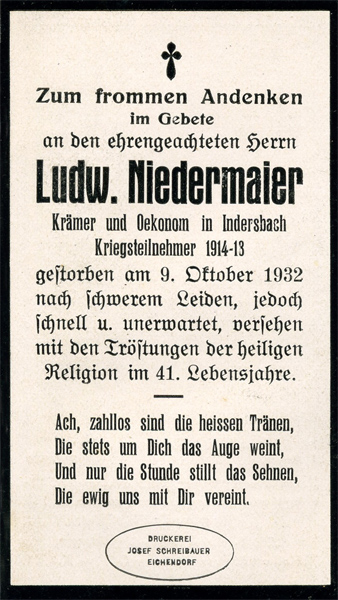 Zum frommen Andenken
im Gebete
an den ehrengeachteten Herrn
Ludw. Niedermaier
Krämer und Oekonom in Indersbach
Kriegsteilnehmer 1914-13
gestorben am 9. Oktober 1932
nach schwerem Leiden, jedoch
schnell u. unerwartet, versehen
mit den Tröstungen der heiligen
Religion im 41. Lebensjahre.
Ach, zahllos sind die heissen Tränen,
Die stets um Dich das Auge weint,
Und nur die Stunde stillt das Sehnen,
Die ewig uns mit Dir vereint.
DRUCKEREI
JOSEF SCHREIBAUER
EICHENDORF